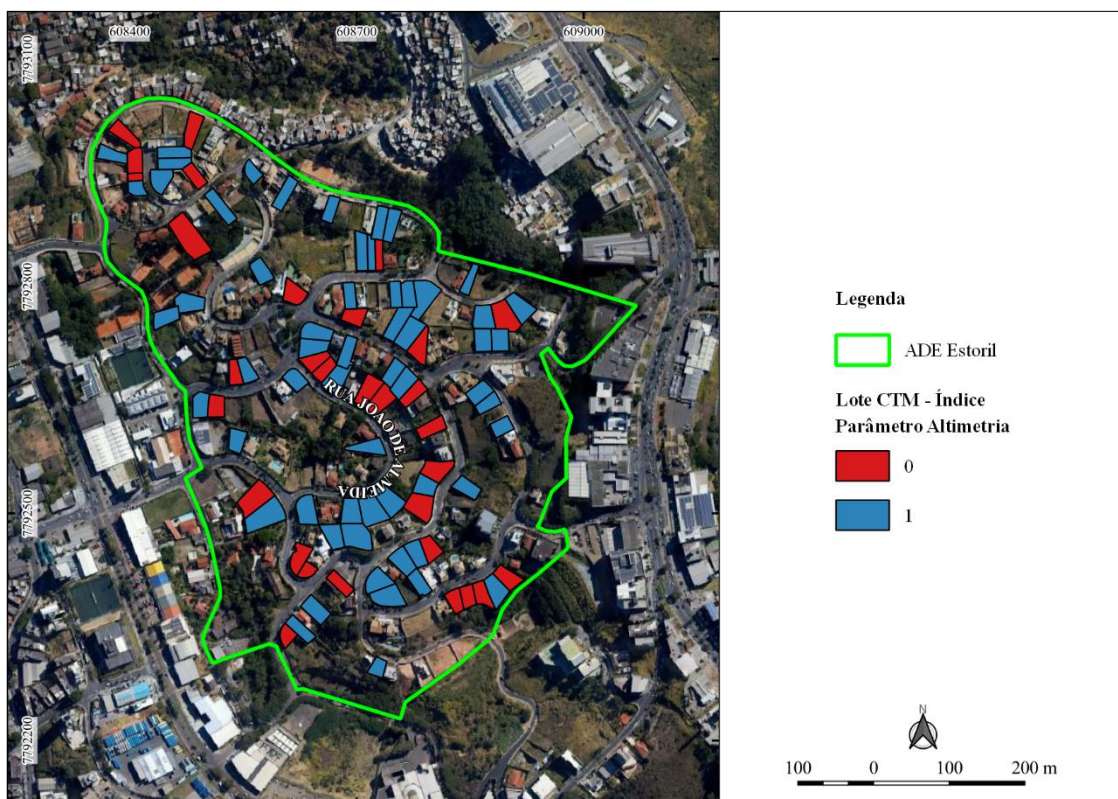 608400
608700
609000
7793100
7792800
7792500
7792200
RUA JOAO DE ALMEIDA
Legenda
ADE Estoril
Lote CTM - Índice
Parâmetro Altimetria
0
1
N
100 0 100 200 m